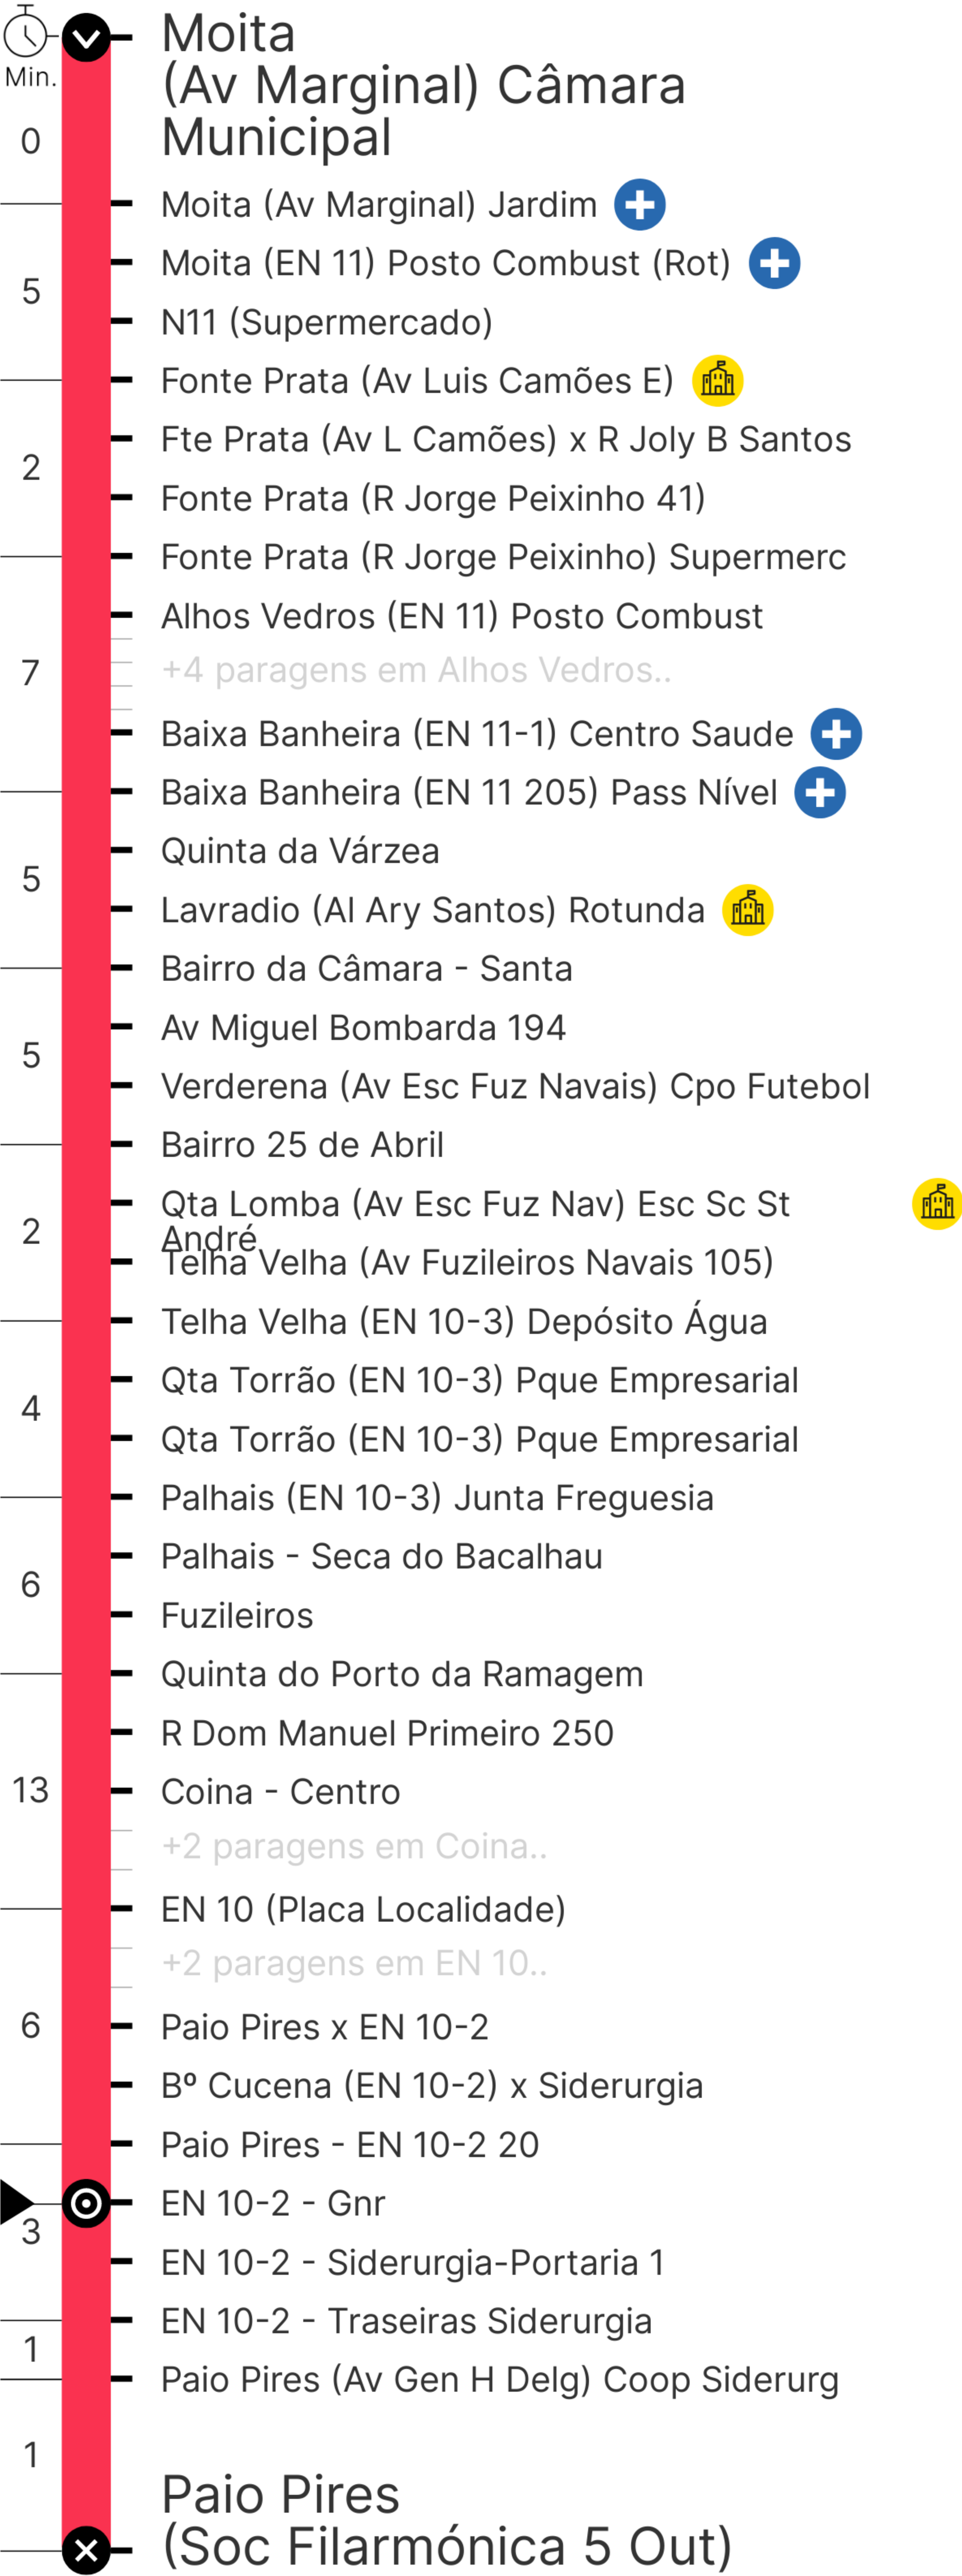 Min.
Moita
(Av Marginal) Câmara
Municipal
0
Moita (Av Marginal) Jardim
Moita (EN 11) Posto Combust (Rot)
5
N11 (Supermercado)
Fonte Prata (Av Luis Camões E)
Fte Prata (Av L Camões) x R Joly B Santos
2
Fonte Prata (R Jorge Peixinho 41)
Fonte Prata (R Jorge Peixinho) Supermerc
Alhos Vedros (EN 11) Posto Combust
7
+4 paragens em Alhos Vedros..
Baixa Banheira (EN 11-1) Centro Saude
Baixa Banheira (EN 11 205) Pass Nível
Quinta da Várzea
5
Lavradio (Al Ary Santos) Rotunda
Bairro da Câmara - Santa
Av Miguel Bombarda 194
5
Verderena (Av Esc Fuz Navais) Cpo Futebol
Bairro 25 de Abril
Qta Lomba (Av Esc Fuz Nav) Esc Sc St
André
2
Telha Velha (Av Fuzileiros Navais 105)
Telha Velha (EN 10-3) Depósito Água
Qta Torrão (EN 10-3) Pque Empresarial
4
Qta Torrão (EN 10-3) Pque Empresarial
Palhais (EN 10-3) Junta Freguesia
Palhais - Seca do Bacalhau
6
Fuzileiros
Quinta do Porto da Ramagem
R Dom Manuel Primeiro 250
13
Coina - Centro
+2 paragens em Coina..
EN 10 (Placa Localidade)
+2 paragens em EN 10..
6
Paio Pires x EN 10-2
Bº Cucena (EN 10-2) x Siderurgia
Paio Pires - EN 10-2 20
EN 10-2 - Gnr
3
EN 10-2 - Siderurgia-Portaria 1
EN 10-2 - Traseiras Siderurgia
1
Paio Pires (Av Gen H Delg) Coop Siderurg
1
Paio Pires
(Soc Filarmónica 5 Out)